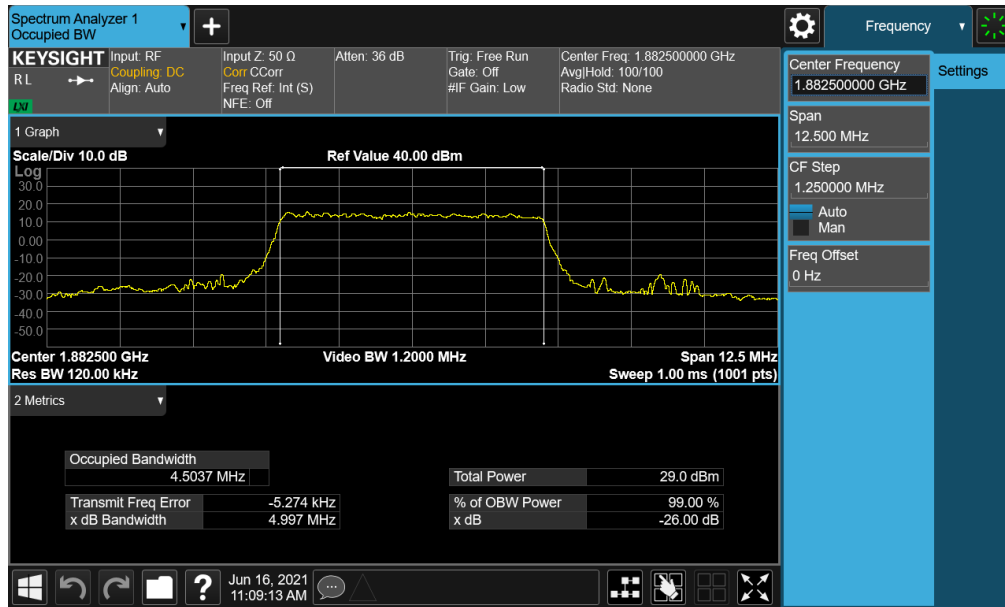 Spectrum Analyzer 1
Occupied BW
Frequency
KEYSIGHT
R L
LXI
Input: RF
Coupling: DC
Align: Auto
Input Z: 50 Ω
Corr CCorr
Freq Ref: Int (S)
NFE: Off
Atten: 36 dB
Trig: Free Run
Gate: Off
#IF Gain: Low
Center Freq: 1.882500000 GHz
Avg|Hold: 100/100
Radio Std: None
Center Frequency
1.882500000 GHz
Settings
Span
12.500 MHz
CF Step
1.250000 MHz
Auto
Man
Freq Offset
0 Hz
1 Graph
Scale/Div 10.0 dB
Ref Value 40.00 dBm
Log
30.0
20.0
10.0
0.00
-10.0
-20.0
-30.0
-40.0
-50.0
Center 1.882500 GHz
Video BW 1.2000 MHz
Span 12.5 MHz
Res BW 120.00 kHz
Sweep 1.00 ms (1001 pts)
2 Metrics
Occupied Bandwidth
4.5037 MHz
Total Power 29.0 dBm
Transmit Freq Error -5.274 kHz
% of OBW Power 99.00 %
x dB Bandwidth 4.997 MHz
x dB -26.00 dB
?
Jun 16, 2021
11:09:13 AM